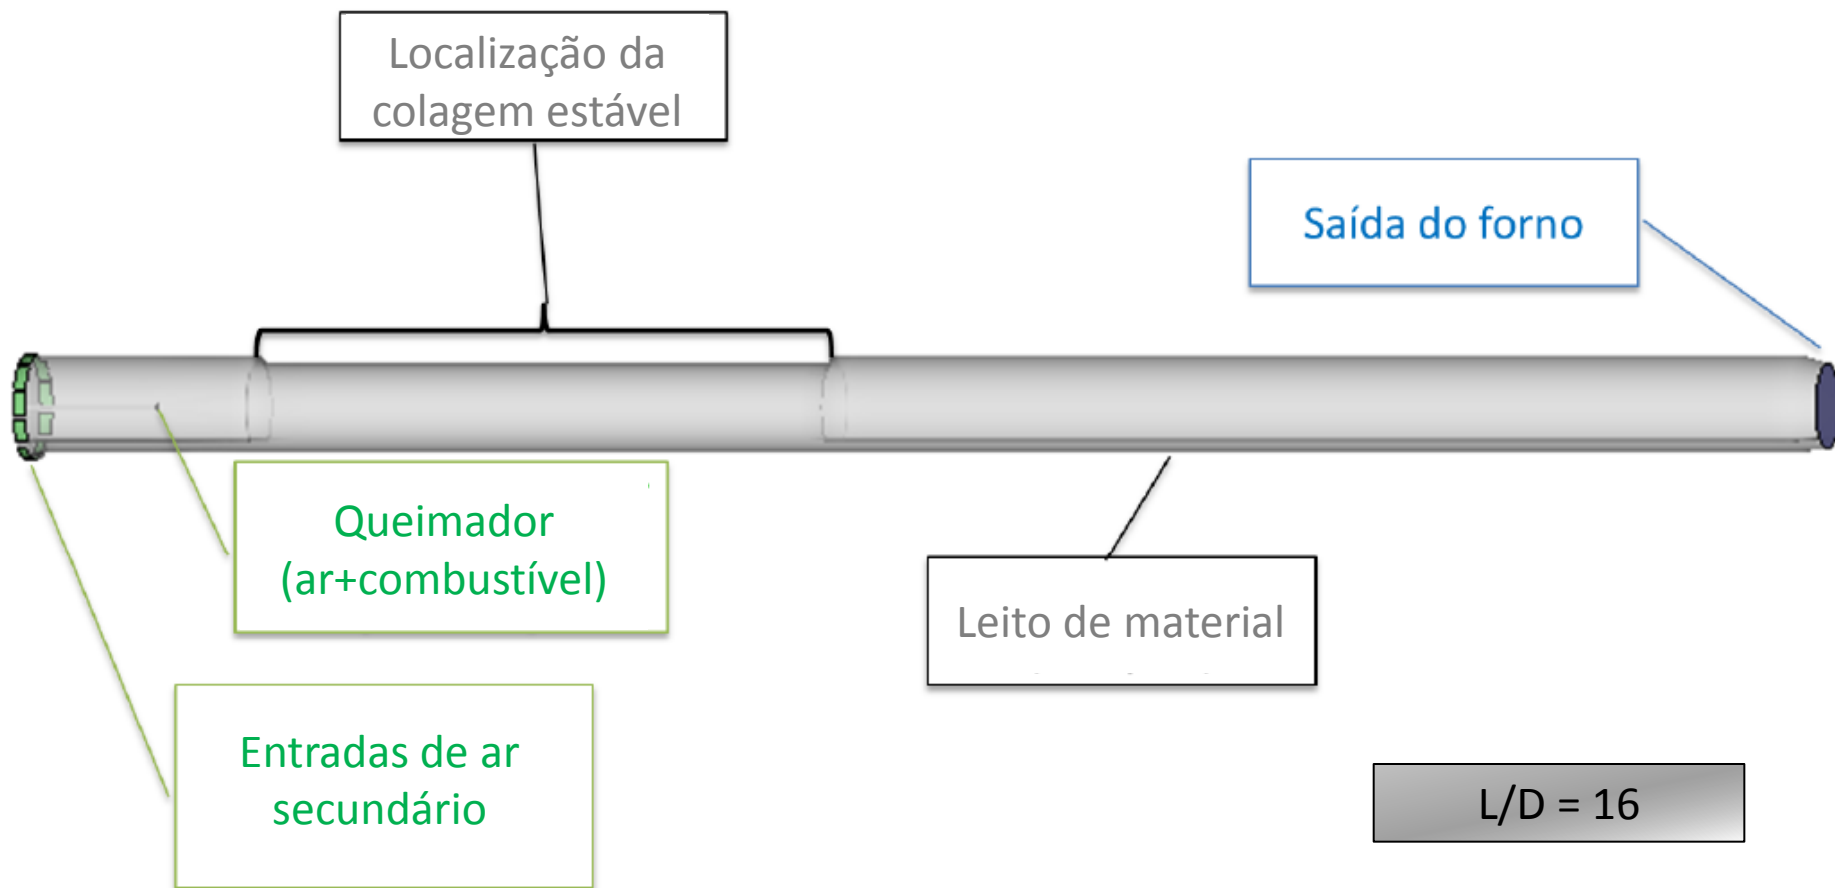 Localização da
colagem estável
Saída do forno
Queimador
(ar+combustível)
Leito de material
Entradas de ar
secundário
L/D = 16